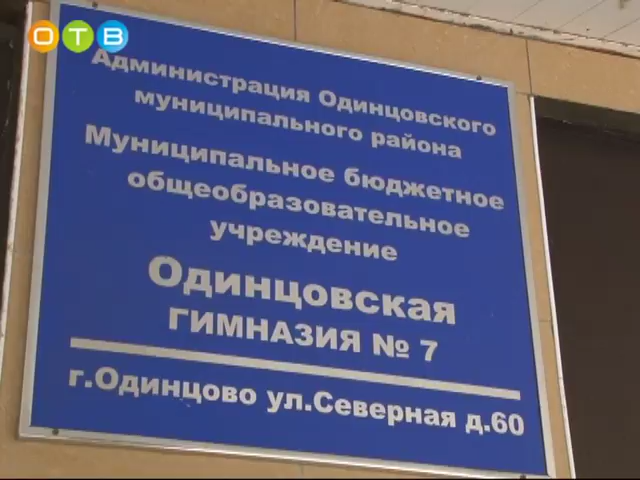 ОТВ
Администрация Одинцовского
муниципального района
Муниципальное бюджетное
общеобразовательное
учреждение
Одинцовская
ГИМНАЗИЯ № 7
г.Одинцово ул.Северная д.60